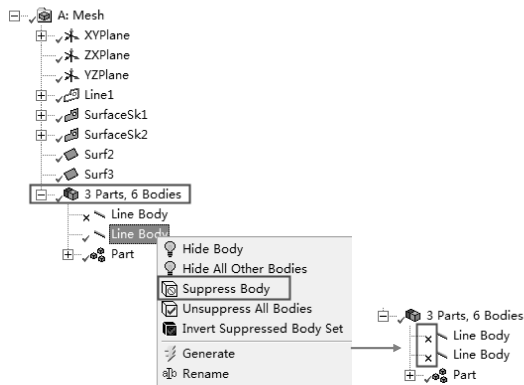 A: Mesh
XYPlane
ZXPlane
YZPlane
Line1
SurfaceSk1
SurfaceSk2
Surf2
Surf3
3 Parts, 6 Bodies
Line Body
Line Body
Part
Hide Body
Hide All Other Bodies
Suppress Body
Unsuppress All Bodies
Invert Suppressed Body Set
Generate
Rename
3 Parts, 6 Bodies
Line Body
Line Body
Part